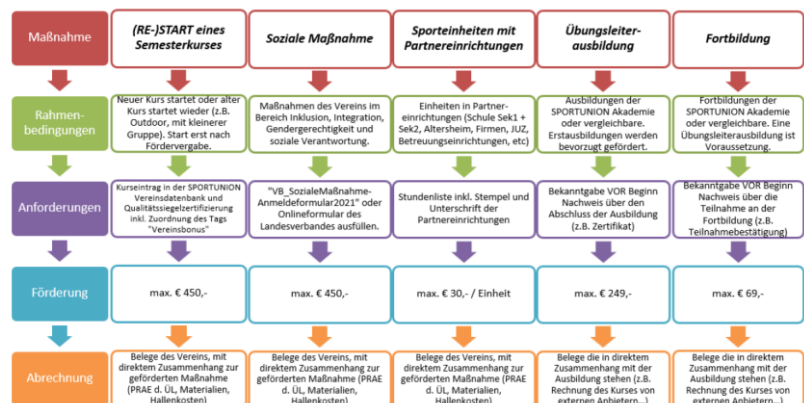 Maßnahme
(RE-)START eines
Semesterkurses
Soziale Maßnahme
Sporteinheiten mit
Partnereinrichtungen
Übungsleiter-
ausbildung
Fortbildung
Rahmen-
bedingungen
Neuer Kurs startet oder alter
Kurs startet wieder (z.B.
Outdoor, mit kleinerer
Gruppe). Start erst nach
Fördervergabe.
Maßnahmen des Vereins im
Bereich Inklusion, Integration,
Gendergerechtigkeit und
soziale Verantwortung.
Einheiten in Partner-
einrichtungen (Schule Sek1 +
Sek2, Altersheim, Firmen, JUZ,
Betreuungseinrichtungen, etc)
Ausbildungen der
SPORTUNION Akademie
oder vergleichbare.
Erstausbildungen werden
bevorzugt gefördert.
Fortbildungen der
SPORTUNION Akademie
oder vergleichbare. Eine
Übungsleiterausbildung ist
Voraussetzung.
Anforderungen
Kurseintrag in der SPORTUNION
Vereinsdatenbank und
Qualitätssiegelzertifizierung
inkl. Zuordnung des Tags
"Vereinsbonus"
"VB_SozialeMaßnahme-
Anmeldeformular2021" oder
Onlineformular des
Landesverbandes ausfüllen.
Stundenliste inkl. Stempel und
Unterschrift der
Partnereinrichtungen
Bekanntgabe VOR Beginn
Nachweis über den
Abschluss der Ausbildung
(z.B. Zertifikat)
Bekanntgabe VOR Beginn
Nachweis über die
Teilnahme an der
Fortbildung (z.B.
Teilnahmebestätigung)
Förderung
max. € 450,-
max. € 450,-
max. € 30,- / Einheit
max. € 249,-
max. € 69,-
Abrechnung
Belege des Vereins, mit
direktem Zusammenhang zur
geförderten Maßnahme (PRAE
d. ÜL, Materialien,
Hallenkosten)
Belege des Vereins, mit
direktem Zusammenhang zur
geförderten Maßnahme (PRAE
d. ÜL, Materialien,
Hallenkosten)
Belege des Vereins, mit
direktem Zusammenhang zur
geförderten Maßnahme (PRAE
d. ÜL, Materialien,
Hallenkosten)
Belege die in direktem
Zusammenhang mit der
Ausbildung stehen (z.B.
Rechnung des Kurses von
externen Anbietern...)
Belege die in direktem
Zusammenhang mit der
Ausbildung stehen (z.B.
Rechnung des Kurses von
externen Anbietern...)